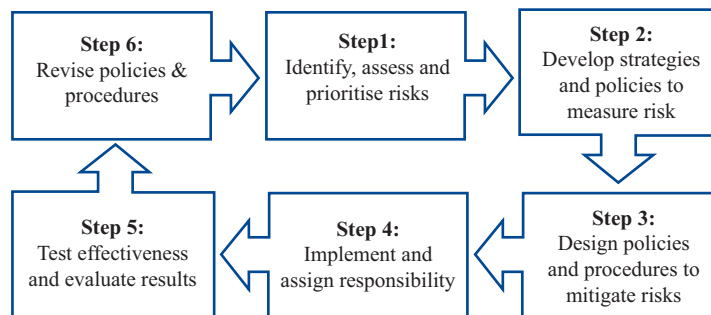 Step 6:
Revise policies &
procedures
Step1:
Identify, assess and
prioritise risks
Step 2:
Develop strategies
and policies to
measure risk
Step 3:
Design policies
and procedures to
mitigate risks
Step 4:
Implement and
assign responsibility
Step 5:
Test effectiveness
and evaluate results